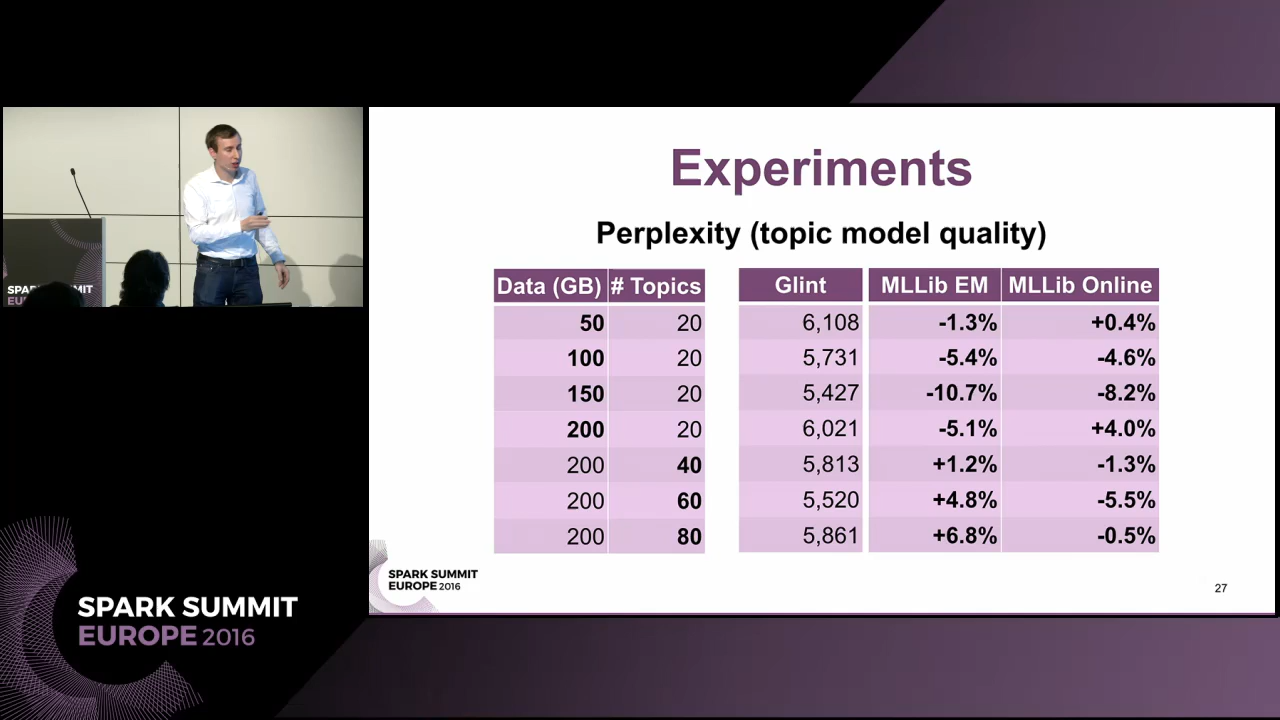 Experiments
Perplexity (topic model quality)
Data (GB) # Topics Glint MLLib EM MLLib Online
50 20 6,108 -1.3% +0.4%
100 20 5,731 -5.4% -4.6%
150 20 5,427 -10.7% -8.2%
200 20 6,021 -5.1% +4.0%
200 40 5,813 +1.2% -1.3%
200 60 5,520 +4.8% -5.5%
200 80 5,861 +6.8% -0.5%
SPARK SUMMIT
EUROPE 2016
27
SPARK SUMMIT
EUROPE 2016